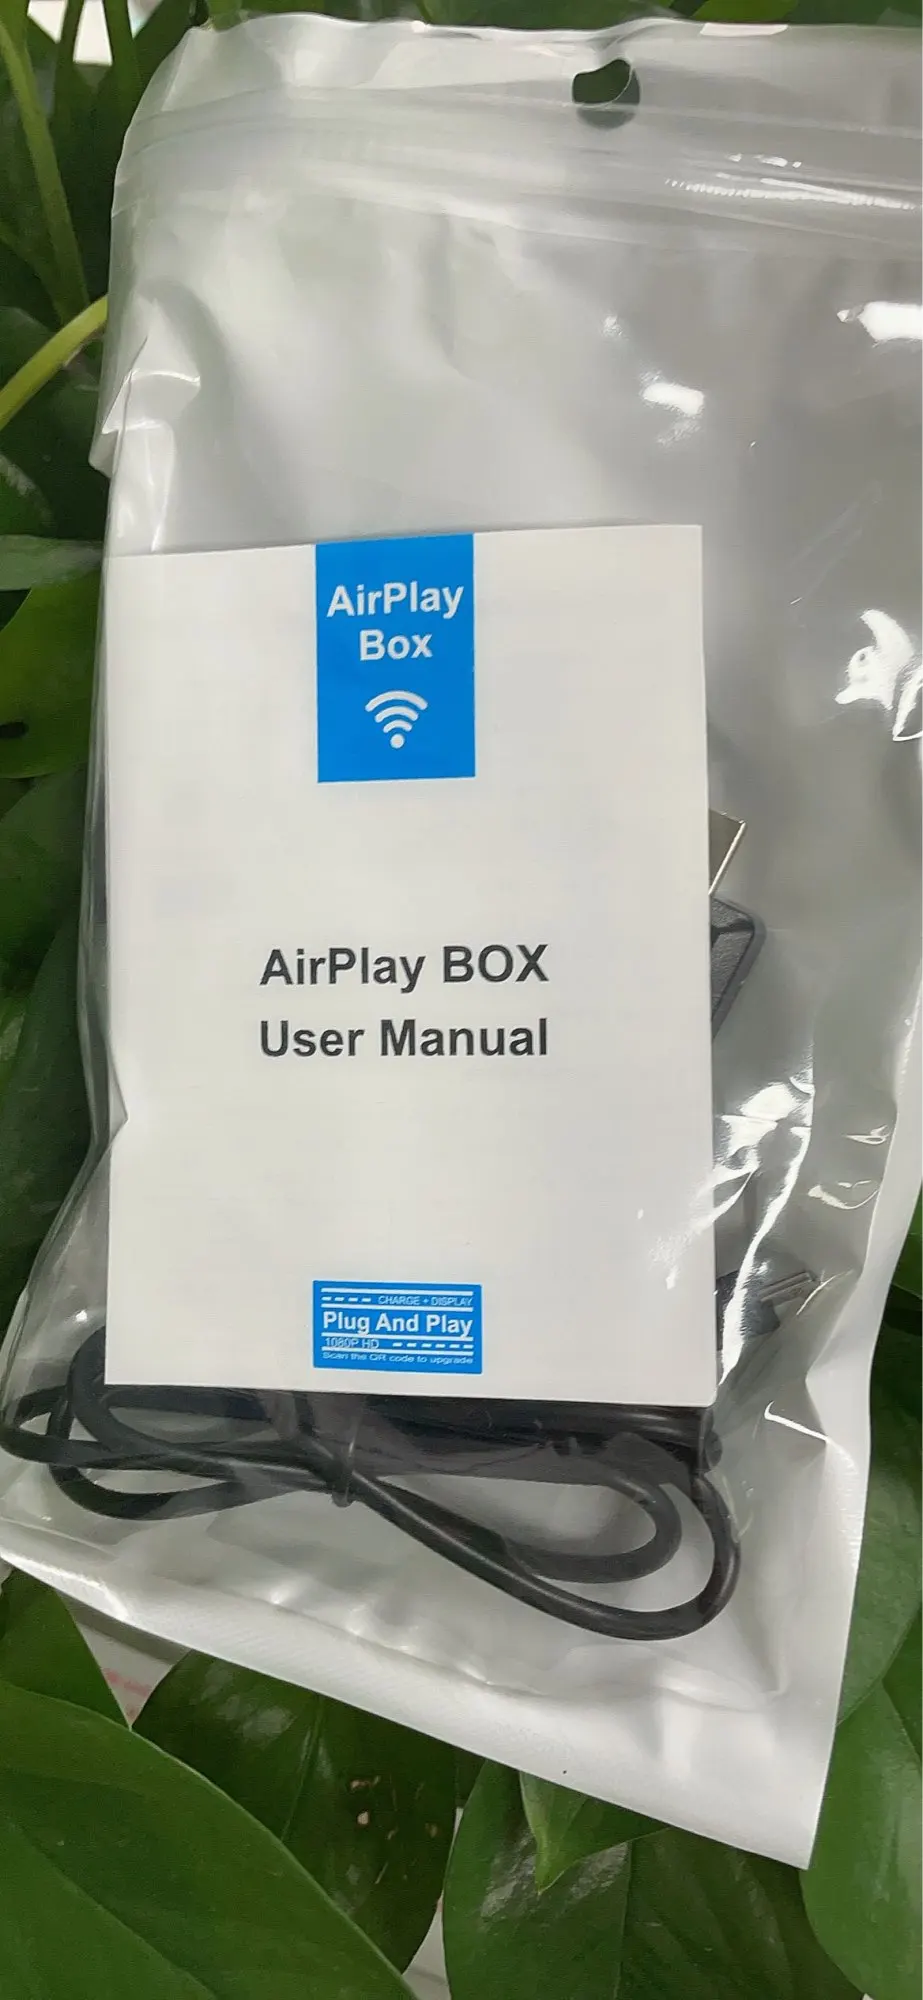 AirPlay
Box
AirPlay BOX
User Manual
CHARGE + DISPLAY
Plug And Play
1080P HD
Scan the QR code to upgrade